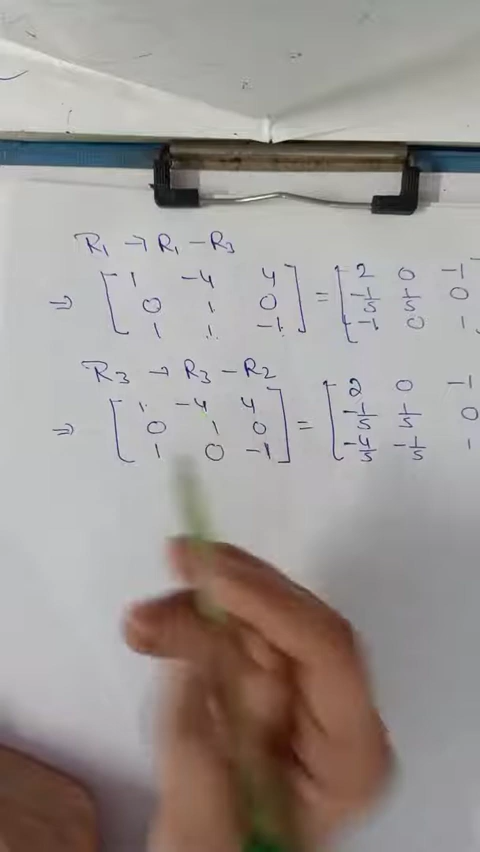 R₁ → R₁ - R₃
1 -4 4 2 0 -1
⇒ 0 1 0 = -1/5 1/5 0
1 1 -1 -1 0 1
R₃ → R₃ - R₂
1 -4 4 2 0 -1
⇒ 0 1 0 = -1/5 1/5 0
1 0 -1 -4/5 -1/5